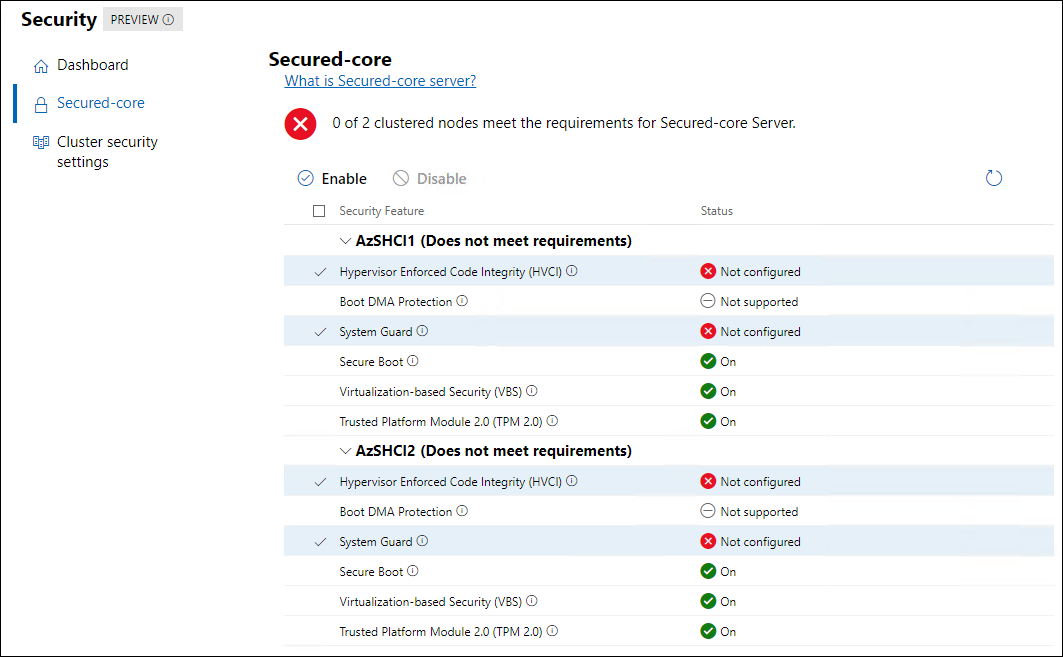 Security PREVIEW
Dashboard
Secured-core
Cluster security
settings
Secured-core
What is Secured-core server?
0 of 2 clustered nodes meet the requirements for Secured-core Server.
Enable Disable
Security Feature Status
AzSHCI1 (Does not meet requirements)
Hypervisor Enforced Code Integrity (HVCI) Not configured
Boot DMA Protection Not supported
System Guard Not configured
Secure Boot On
Virtualization-based Security (VBS) On
Trusted Platform Module 2.0 (TPM 2.0) On
AzSHCI2 (Does not meet requirements)
Hypervisor Enforced Code Integrity (HVCI) Not configured
Boot DMA Protection Not supported
System Guard Not configured
Secure Boot On
Virtualization-based Security (VBS) On
Trusted Platform Module 2.0 (TPM 2.0) On